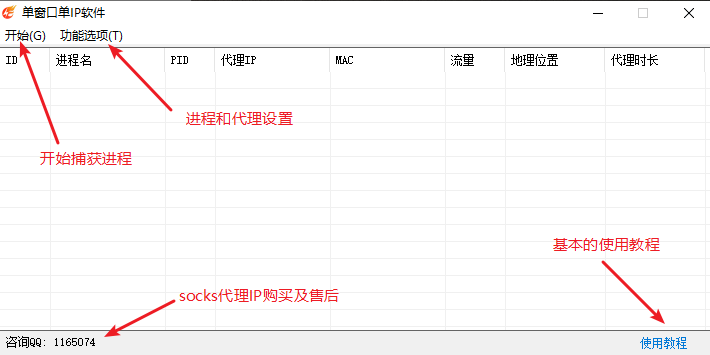 单窗口单IP软件
开始(G) 功能选项(T)
ID 进程名 PID 代理IP MAC 流量 地理位置 代理时长
进程和代理设置
开始捕获进程
基本的使用教程
socks代理IP购买及售后
咨询QQ: 1165074 使用教程